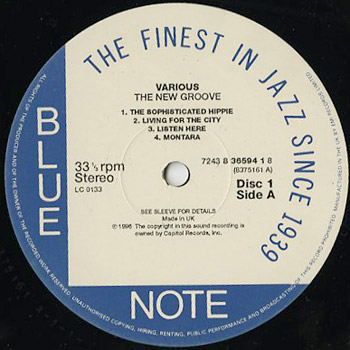 THE FINEST IN JAZZ SINCE 1939
VARIOUS
THE NEW GROOVE
1. THE SOPHISTICATED HIPPIE
2. LIVING FOR THE CITY
3. LISTEN HERE
4. MONTARA
BLUE
33⅓ rpm
Stereo
LC 0133
7243 8 36594 1 8
(8375161 A)
Disc 1
Side A
SEE SLEEVE FOR DETAILS
Made in UK
℗ 1996 The copyright in this sound recording is
owned by Capitol Records, Inc.
NOTE
ALL RIGHTS OF THE PRODUCER AND OF THE OWNER OF THE RECORDED WORK RESERVED. UNAUTHORISED COPYING, HIRING, RENTING, PUBLIC PERFORMANCE AND BROADCASTING OF THIS RECORD PROHIBITED. MANUFACTURED IN THE